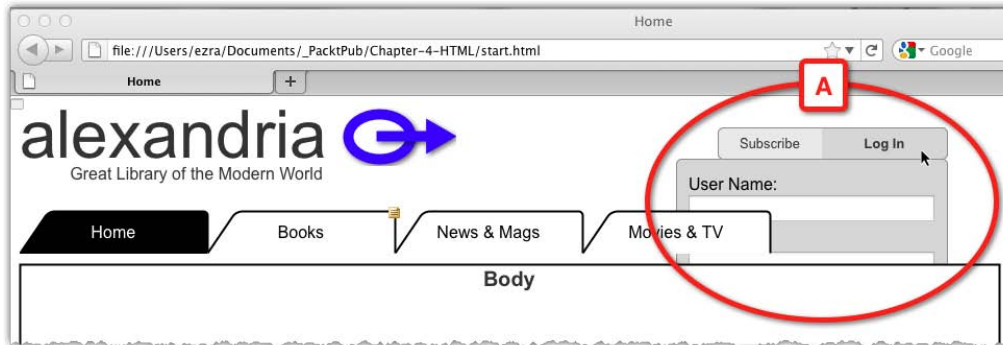 Home
file:///Users/ezra/Documents/_PacktPub/Chapter-4-HTML/start.html
Google
Home
+
A
alexandria
Great Library of the Modern World
Subscribe
Log In
User Name:
Home
Books
News & Mags
Movies & TV
Body